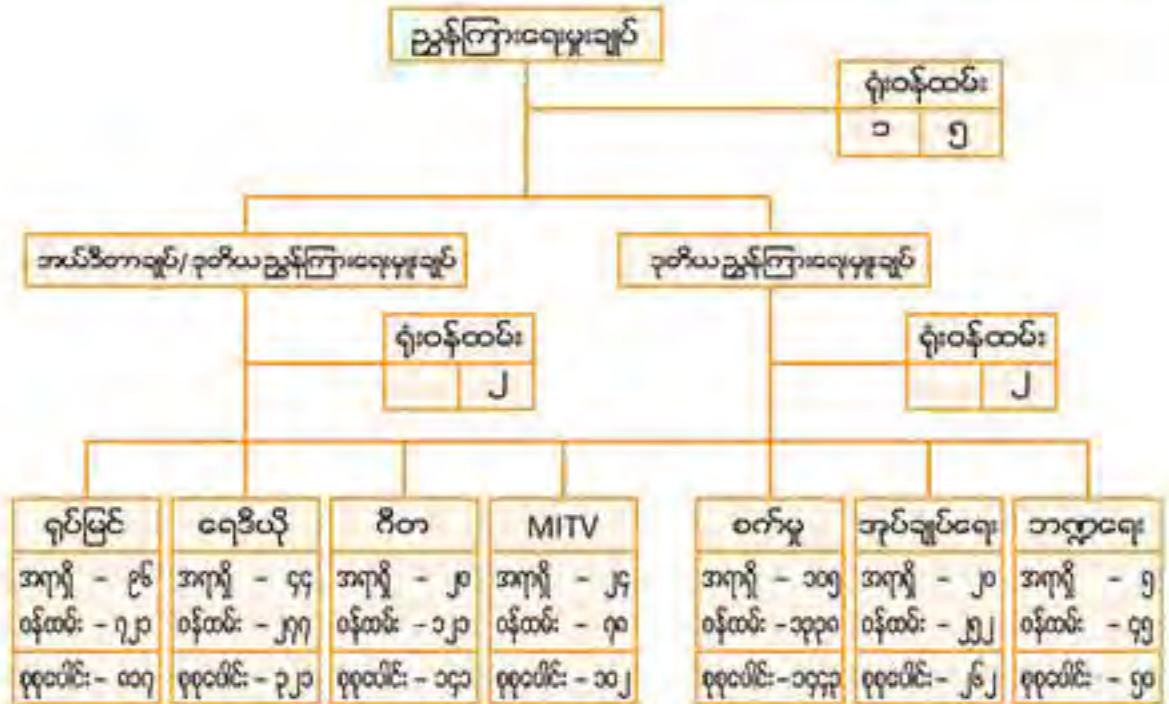 ညွှန်ကြားရေးမှူးချုပ်
ရုံးဝန်ထမ်း
၁ ၅
အယ်ဒီတာချုပ်/ဒုတိယညွှန်ကြားရေးမှူးချုပ်
ဒုတိယညွှန်ကြားရေးမှူးချုပ်
ရုံးဝန်ထမ်း
၂
ရုံးဝန်ထမ်း
၂
ရုပ်မြင်
အရာရှိ - ၉၆
ဝန်ထမ်း - ၇၂၁
စုစုပေါင်း - ၈၁၇
ရေဒီယို
အရာရှိ - ၄၄
ဝန်ထမ်း - ၂၇၇
စုစုပေါင်း - ၃၂၁
ဂီတ
အရာရှိ - ၂၀
ဝန်ထမ်း - ၁၂၁
စုစုပေါင်း - ၁၄၁
MITV
အရာရှိ - ၂၄
ဝန်ထမ်း - ၇၈
စုစုပေါင်း - ၁၀၂
စက်မှု
အရာရှိ - ၁၀၅
ဝန်ထမ်း - ၁၃၃၈
စုစုပေါင်း - ၁၄၄၃
အုပ်ချုပ်ရေး
အရာရှိ - ၂၀
ဝန်ထမ်း - ၂၅၂
စုစုပေါင်း - ၂၆၂
ဘဏ္ဍရေး
အရာရှိ - ၅
ဝန်ထမ်း - ၄၅
စုစုပေါင်း - ၅၀